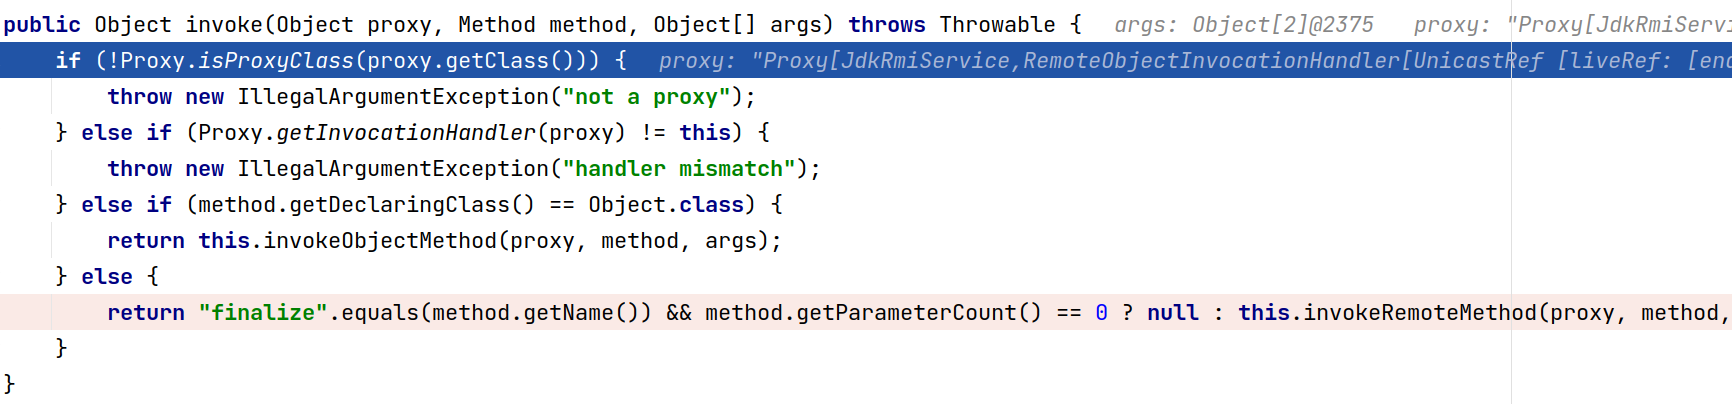 public Object invoke(Object proxy, Method method, Object[] args) throws Throwable {   args: Object[2]@2375   proxy: "Proxy[JdkRmiServi
    if (!Proxy.isProxyClass(proxy.getClass())) {   proxy: "Proxy[JdkRmiService,RemoteObjectInvocationHandler[UnicastRef [liveRef: [end
        throw new IllegalArgumentException("not a proxy");
    } else if (Proxy.getInvocationHandler(proxy) != this) {
        throw new IllegalArgumentException("handler mismatch");
    } else if (method.getDeclaringClass() == Object.class) {
        return this.invokeObjectMethod(proxy, method, args);
    } else {
        return "finalize".equals(method.getName()) && method.getParameterCount() == 0 ? null : this.invokeRemoteMethod(proxy, method,
    }
}